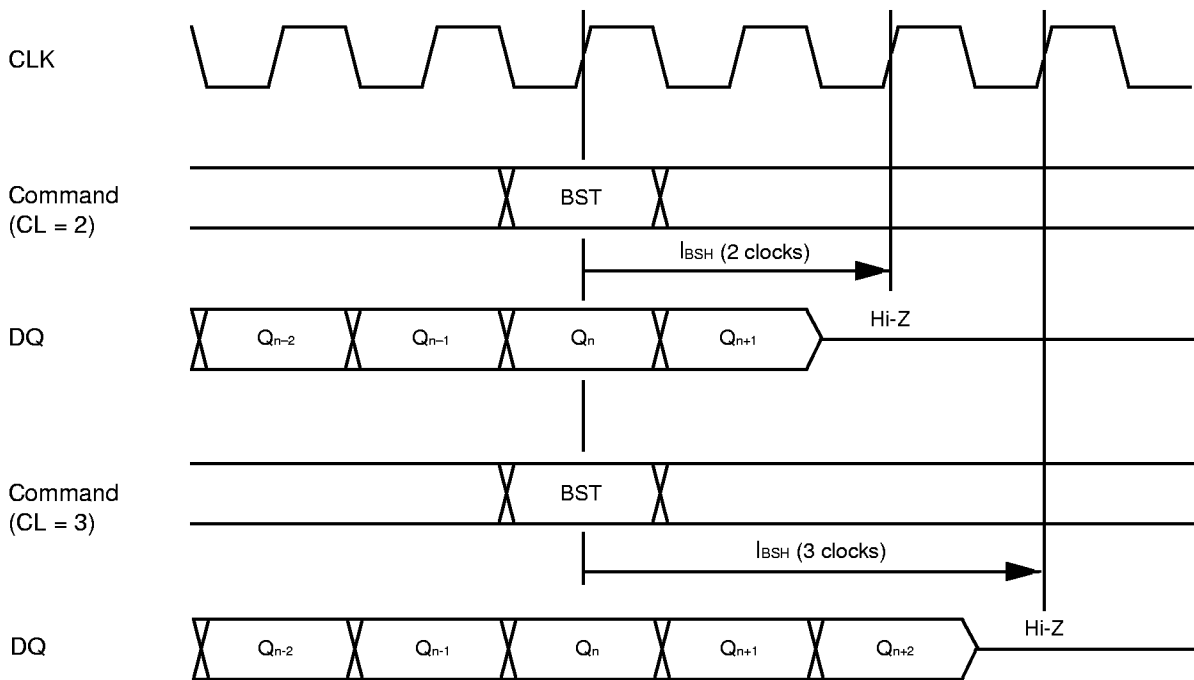 CLK
Command
(CL = 2)
BST
lBSH (2 clocks)
DQ
Qn–2
Qn–1
Qn
Qn+1
Hi-Z
Command
(CL = 3)
BST
lBSH (3 clocks)
DQ
Qn-2
Qn-1
Qn
Qn+1
Qn+2
Hi-Z